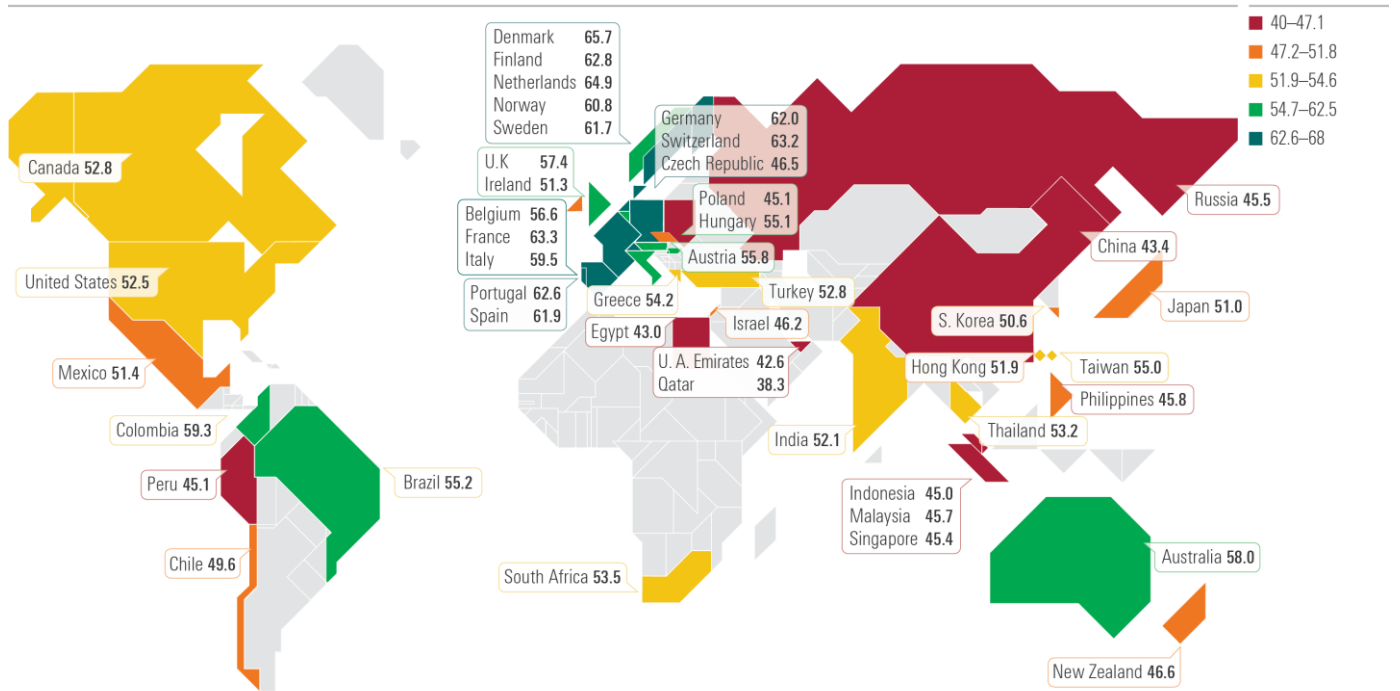 40–47.1
47.2–51.8
51.9–54.6
54.7–62.5
62.6–68
Denmark 65.7
Finland 62.8
Netherlands 64.9
Norway 60.8
Sweden 61.7
Germany 62.0
Switzerland 63.2
Czech Republic 46.5
Canada 52.8
U.K 57.4
Ireland 51.3
Poland 45.1
Hungary 55.1
Russia 45.5
Belgium 56.6
France 63.3
Italy 59.5
Austria 55.8
China 43.4
United States 52.5
Portugal 62.6
Spain 61.9
Greece 54.2
Turkey 52.8
Japan 51.0
Egypt 43.0
Israel 46.2
S. Korea 50.6
U. A. Emirates 42.6
Qatar 38.3
Hong Kong 51.9
Taiwan 55.0
Mexico 51.4
Philippines 45.8
Colombia 59.3
India 52.1
Thailand 53.2
Peru 45.1
Brazil 55.2
Indonesia 45.0
Malaysia 45.7
Singapore 45.4
Chile 49.6
South Africa 53.5
Australia 58.0
New Zealand 46.6